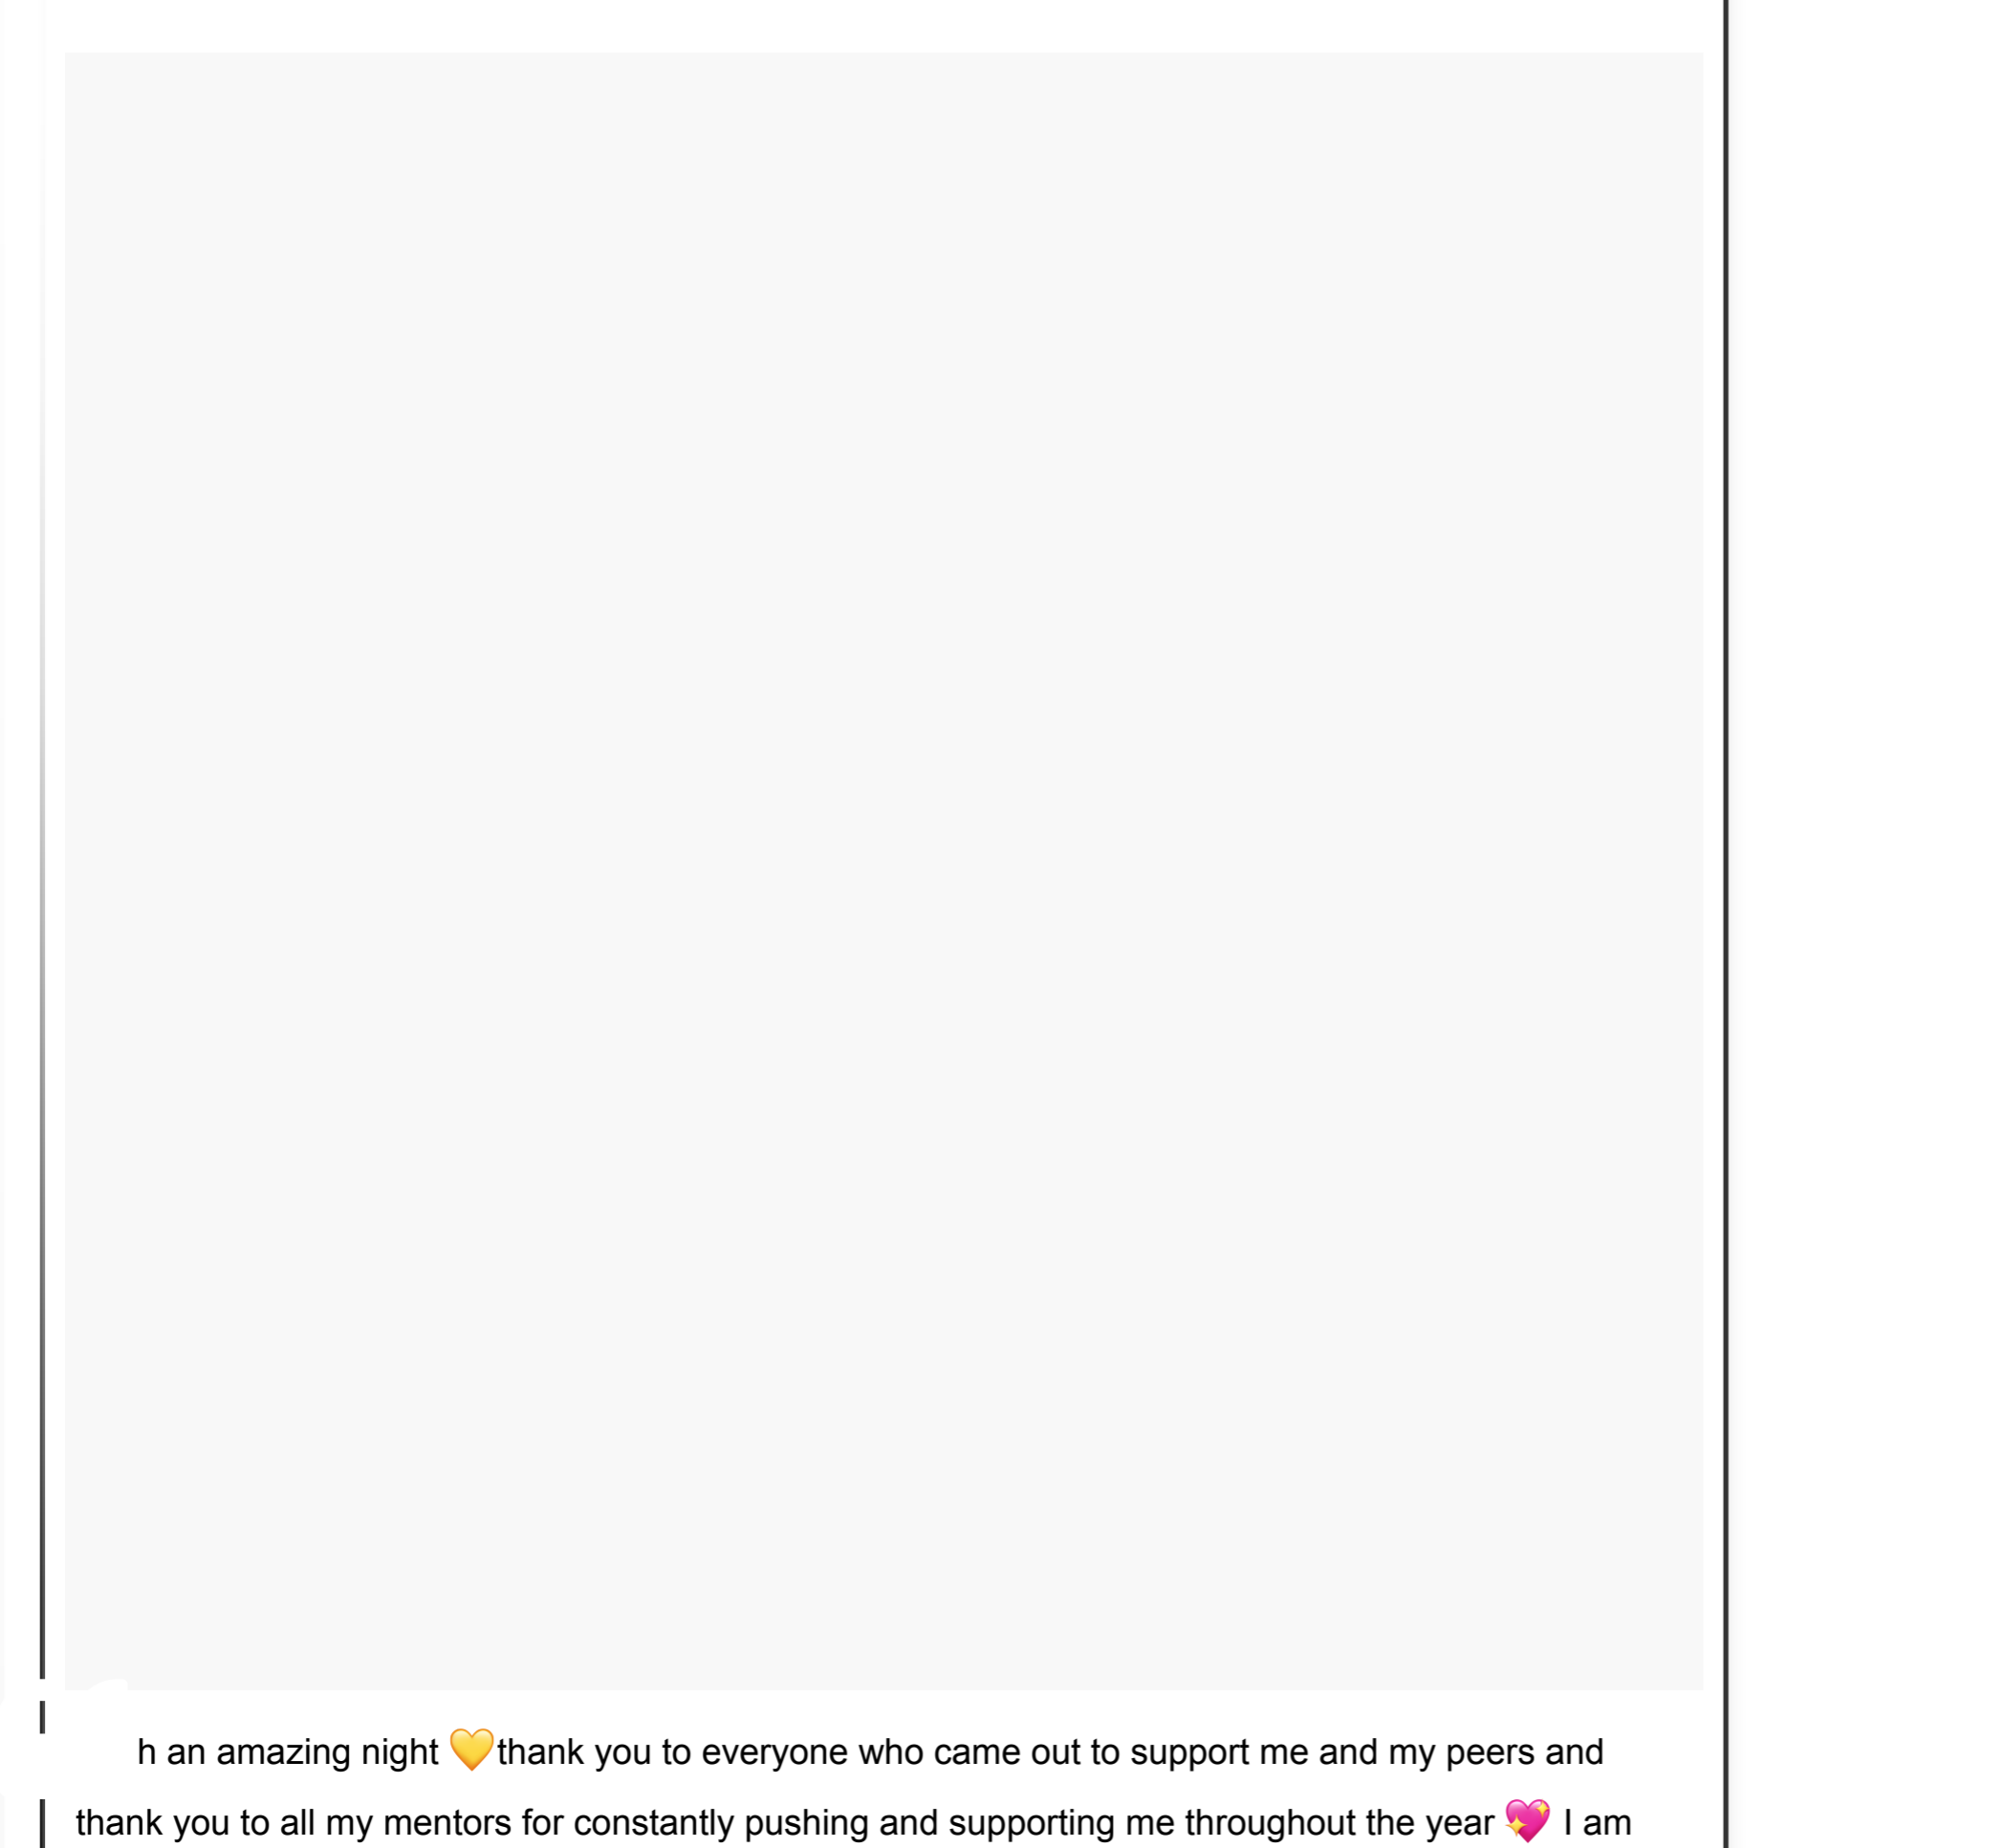 h an amazing night 💛thank you to everyone who came out to support me and my peers and
thank you to all my mentors for constantly pushing and supporting me throughout the year 💖 I am